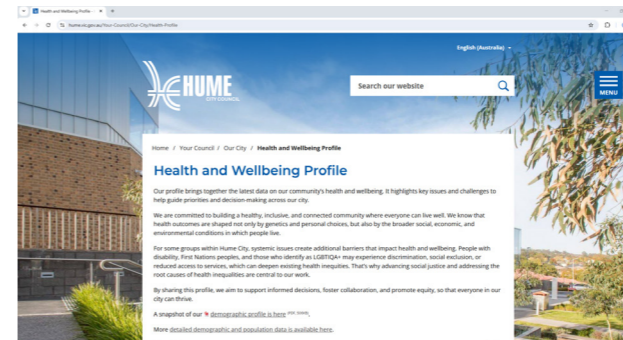 Health and Wellbeing Profile
hume.vic.gov.au/Your-Council/Our-City/Health-Profile
English (Australia)
HUME
CITY COUNCIL
Search our website
MENU
Home / Your Council / Our City / Health and Wellbeing Profile
Health and Wellbeing Profile
Our profile brings together the latest data on our community's health and wellbeing. It highlights key issues and challenges to
help guide priorities and decision-making across our city.
We are committed to building a healthy, inclusive, and connected community where everyone can live well. We know that
health outcomes are shaped not only by genetics and personal choices, but also by the broader social, economic, and
environmental conditions in which people live.
For some groups within Hume City, systemic issues create additional barriers that impact health and wellbeing. People with
disability, First Nations peoples, and those who identify as LGBTIQA+ may experience discrimination, social exclusion, or
reduced access to services, which can deepen existing health inequities. That's why advancing social justice and addressing the
root causes of health inequalities are central to our work.
By sharing this profile, we aim to support informed decisions, foster collaboration, and promote equity, so that everyone in our
city can thrive.
A snapshot of our demographic profile is here
More detailed demographic and population data is available here.